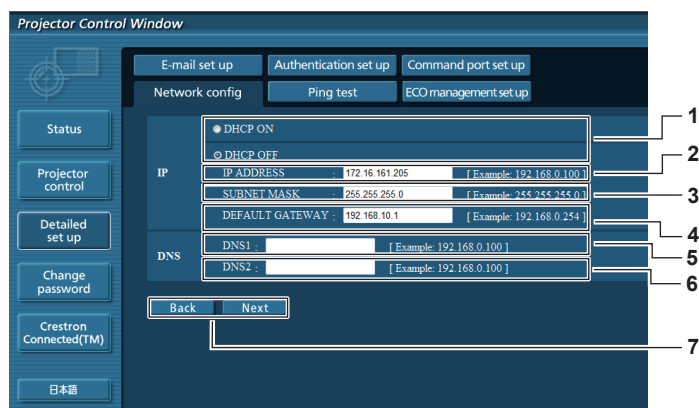 Projector Control Window
E-mail set up
Authentication set up
Command port set up
Network config
Ping test
ECO management set up
Status
Projector
control
Detailed
set up
Change
password
Crestron
Connected(TM)
日本語
IP
DHCP ON
DHCP OFF
IP ADDRESS : 172.16.161.205 [ Example: 192.168.0.100 ]
SUBNET MASK : 255.255.255.0 [ Example: 255.255.255.0 ]
DEFAULT GATEWAY : 192.168.10.1 [ Example: 192.168.0.254 ]
DNS
DNS1 : [ Example: 192.168.0.100 ]
DNS2 : [ Example: 192.168.0.100 ]
Back
Next
1
2
3
4
5
6
7